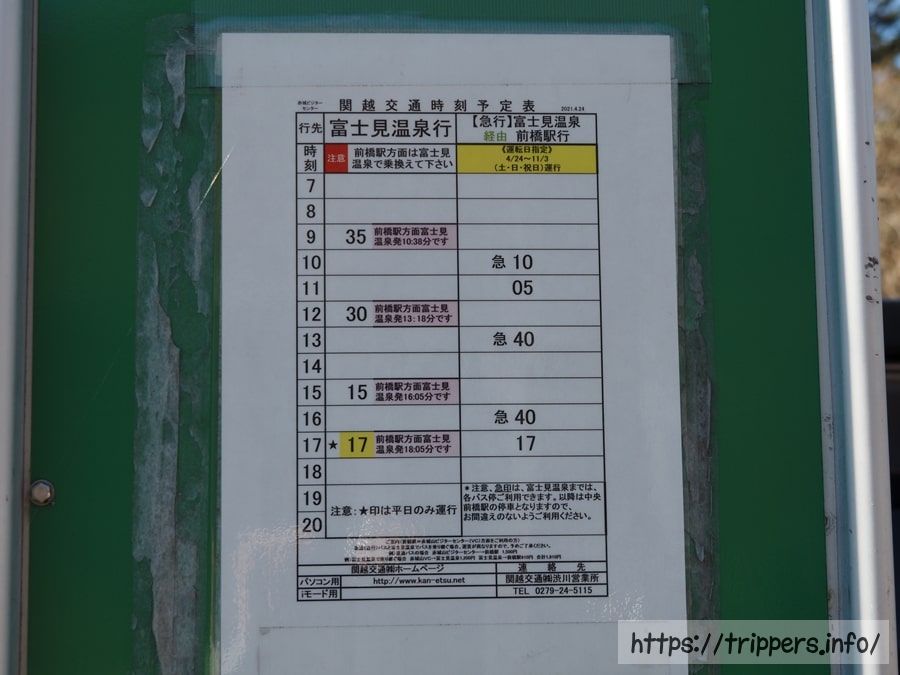 赤城ビジター
センター
関越交通時刻予定表
2021.4.24
行先 富士見温泉行 【急行】富士見温泉
経由 前橋駅行
時刻 注意 前橋駅方面は富士見
温泉で乗換えて下さい
《運転日指定》
4/24～11/3
(土・日・祝日)運行
7
8
9 35 前橋駅方面富士見
温泉発10:38分です
10 急 10
11 05
12 30 前橋駅方面富士見
温泉発13:18分です
13 急 40
14
15 15 前橋駅方面富士見
温泉発16:05分です
16 急 40
17 ★ 17 前橋駅方面富士見
温泉発18:05分です
17
18
19
20
注意:★印は平日のみ運行
＊注意、急印は、富士見温泉までは、
各バス停ご利用できます。以降は中央
前橋駅の停車となりますので、
お間違えのないようご利用ください。
関越交通㈱ホームページ
連絡先
パソコン用 http://www.kan-etsu.net
関越交通㈱渋川営業所
iモード用
TEL 0279-24-5115
https://trippers.info/